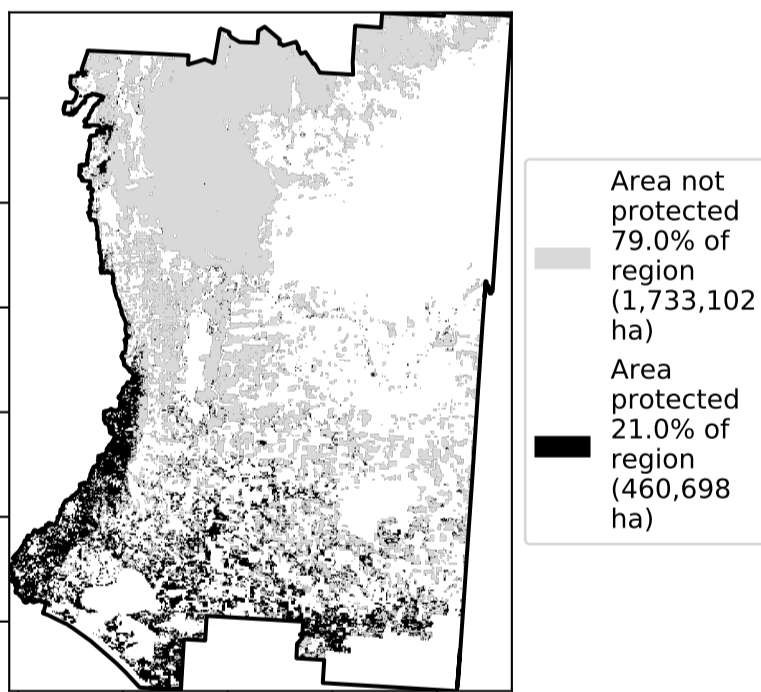 Area not
protected
79.0% of
region
(1,733,102
ha)
Area
protected
21.0% of
region
(460,698
ha)